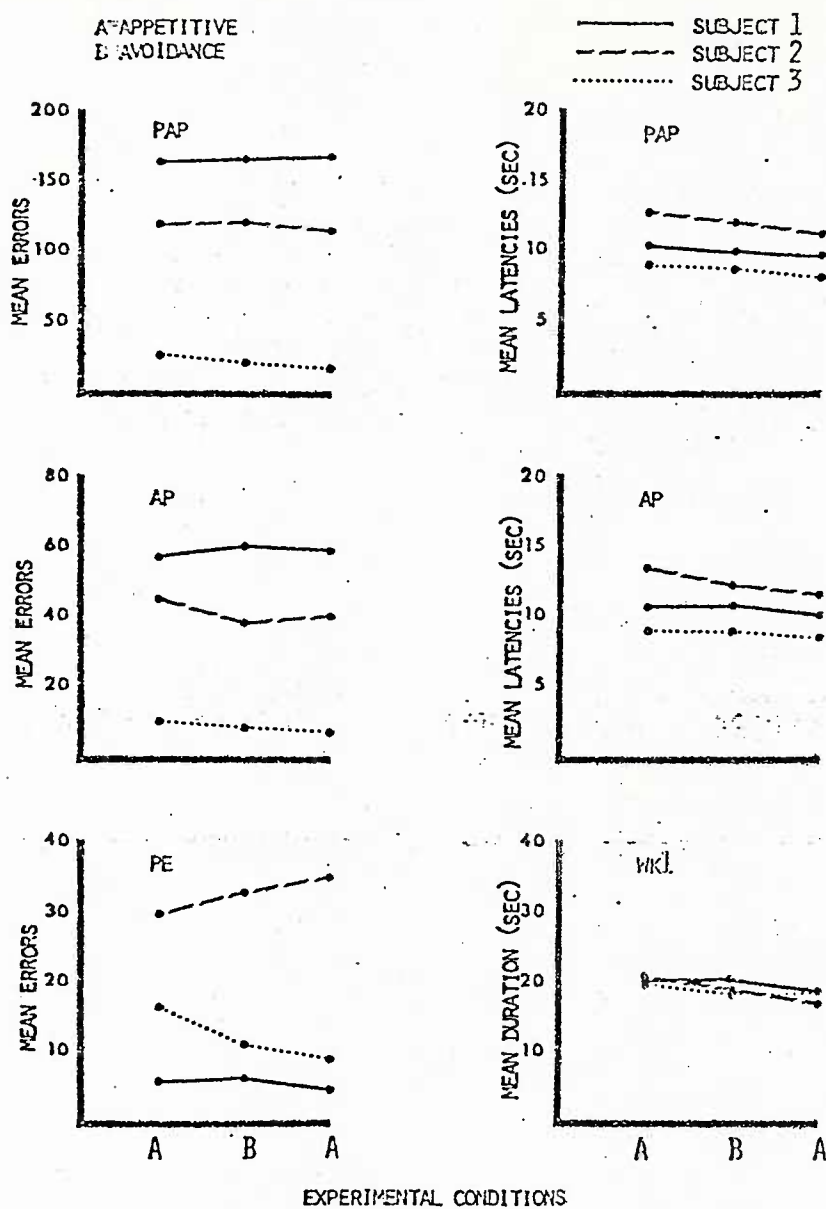 A=APPETITIVE
B=AVOIDANCE
SUBJECT 1
SUBJECT 2
SUBJECT 3
200
150
100
50
MEAN ERRORS
PAP
20
15
10
5
MEAN LATENCIES (SEC)
PAP
80
60
40
20
MEAN ERRORS
AP
20
15
10
5
MEAN LATENCIES (SEC)
AP
40
30
20
10
MEAN ERRORS
PE
A B A
40
30
20
10
MEAN DURATION (SEC)
WK1
A B A
EXPERIMENTAL CONDITIONS